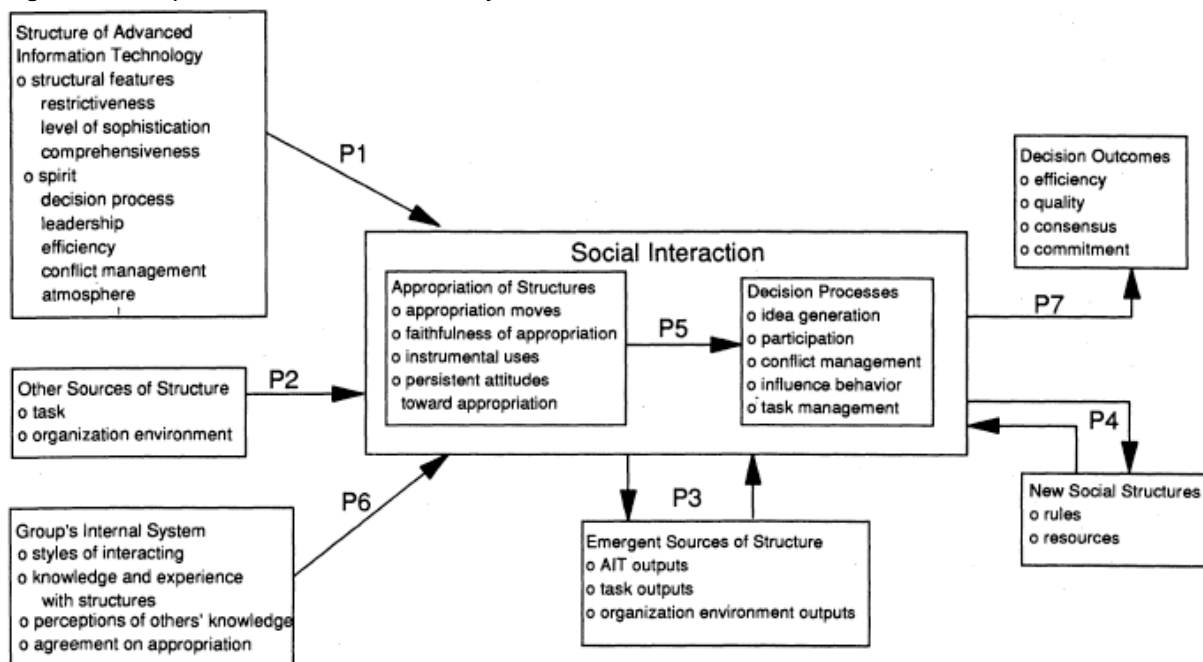 Structure of Advanced
Information Technology
o structural features
restrictiveness
level of sophistication
comprehensiveness
o spirit
decision process
leadership
efficiency
conflict management
atmosphere
P1
Other Sources of Structure
o task
o organization environment
P2
Group's Internal System
o styles of interacting
o knowledge and experience
with structures
o perceptions of others' knowledge
o agreement on appropriation
P6
Social Interaction
Appropriation of Structures
o appropriation moves
o faithfulness of appropriation
o instrumental uses
o persistent attitudes
toward appropriation
P5
Decision Processes
o idea generation
o participation
o conflict management
o influence behavior
o task management
P3
Emergent Sources of Structure
o AIT outputs
o task outputs
o organization environment outputs
Decision Outcomes
o efficiency
o quality
o consensus
o commitment
P7
P4
New Social Structures
o rules
o resources